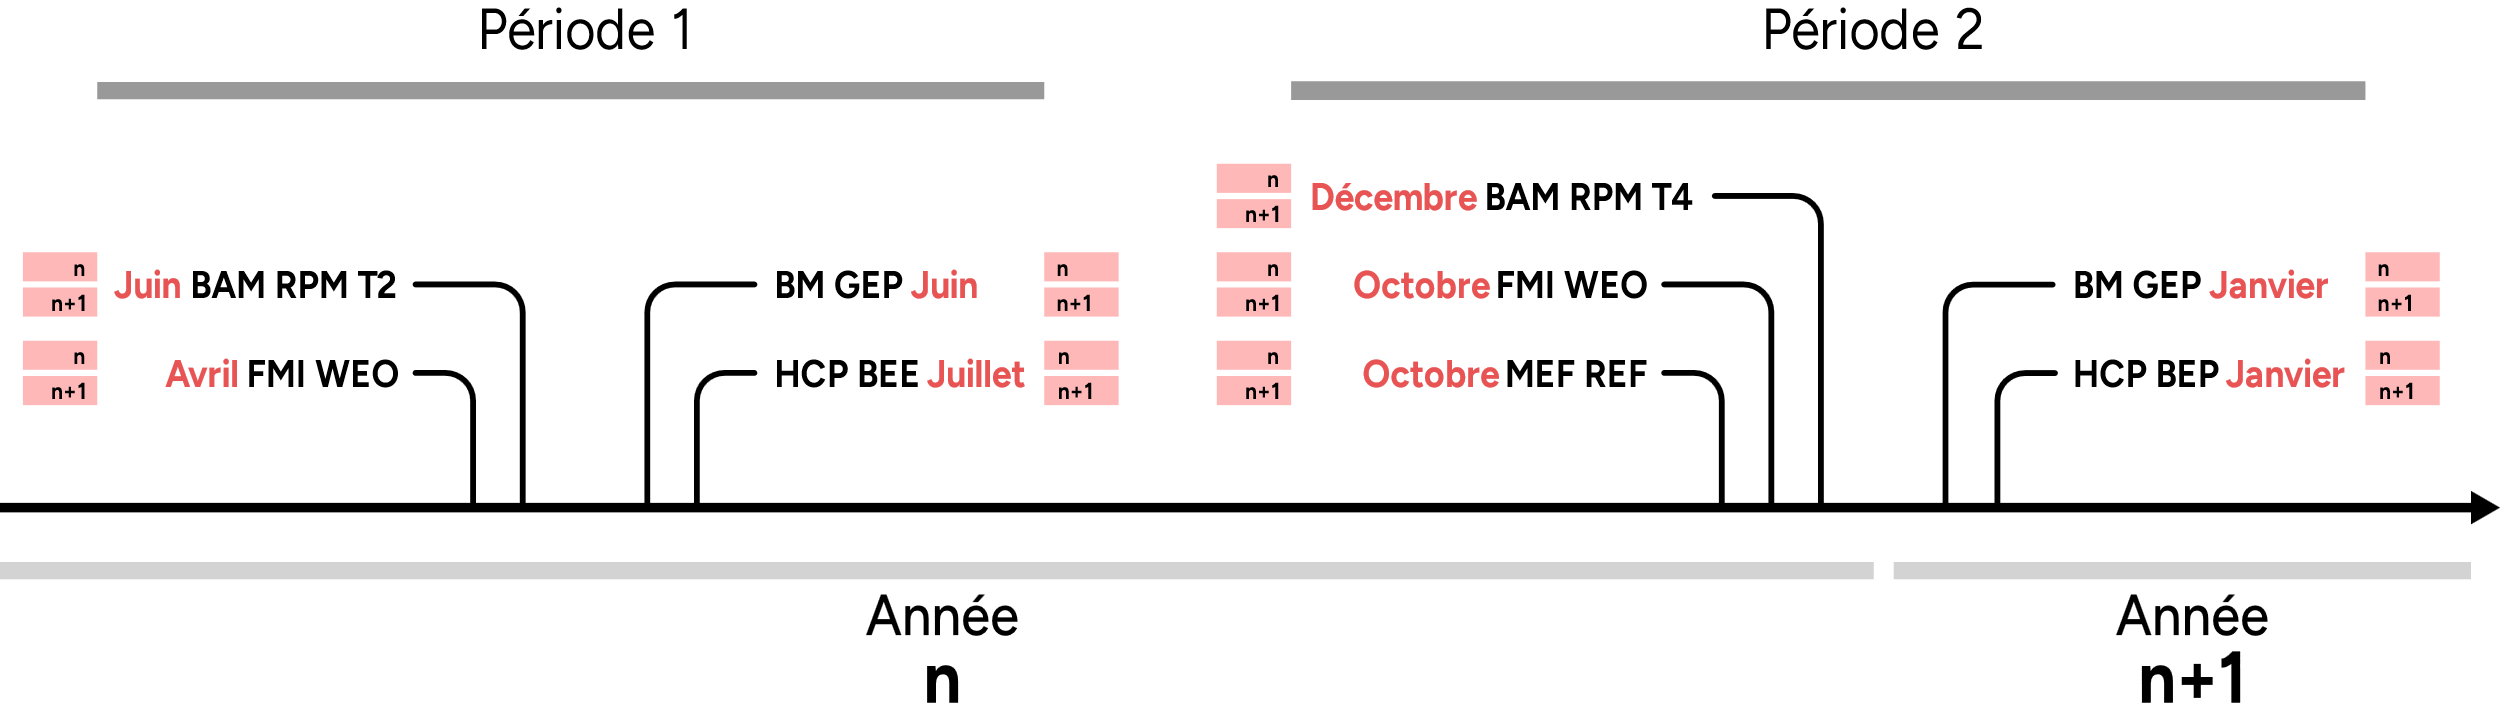 Période 1
Période 2
n
n+1
Décembre BAM RPM T4
n
n+1
Juin BAM RPM T2
BM GEP Juin
n
n+1
n
n+1
Octobre FMI WEO
BM GEP Janvier
n
n+1
n
n+1
Avril FMI WEO
HCP BEE Juillet
n
n+1
n
n+1
Octobre MEF REF
HCP BEP Janvier
n
n+1
Année
n
Année
n+1